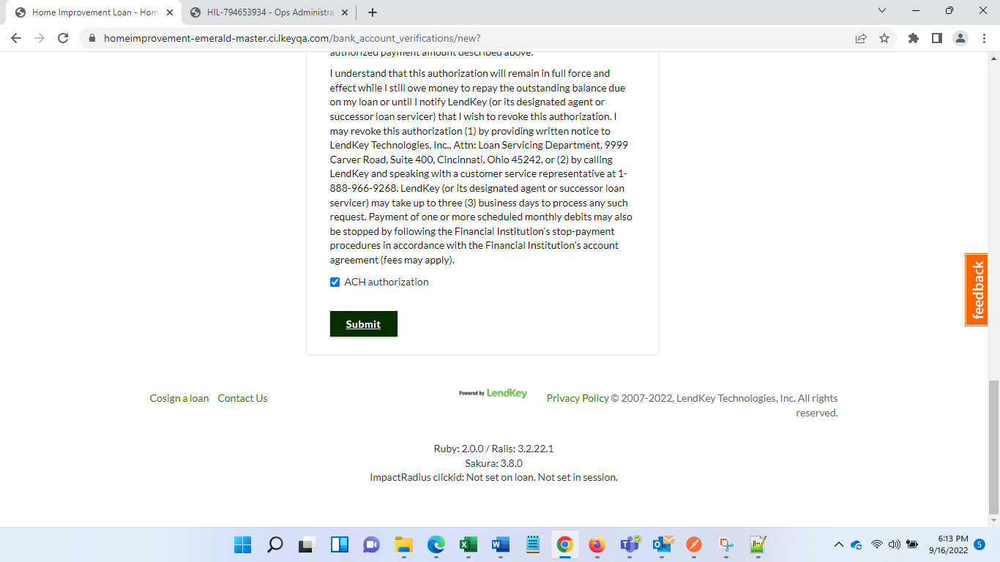 Home Improvement Loan - Hom
HIL-794653934 - Ops Administra
homeimprovement-emerald-master.ci.lkeyqa.com/bank_account_verifications/new?
authorized payment amount described above.
I understand that this authorization will remain in full force and
effect while I still owe money to repay the outstanding balance due
on my loan or until I notify LendKey (or its designated agent or
successor loan servicer) that I wish to revoke this authorization. I
may revoke this authorization (1) by providing written notice to
LendKey Technologies, Inc., Attn: Loan Servicing Department, 9999
Carver Road, Suite 400, Cincinnati, Ohio 45242, or (2) by calling
LendKey and speaking with a customer service representative at 1-
888-966-9268. LendKey (or its designated agent or successor loan
servicer) may take up to three (3) business days to process any such
request. Payment of one or more scheduled monthly debits may also
be stopped by following the Financial Institution's stop-payment
procedures in accordance with the Financial Institution’s account
agreement (fees may apply).
ACH authorization
Submit
feedback
Cosign a loan Contact Us
Powered by LendKey
Privacy Policy © 2007-2022, LendKey Technologies, Inc. All rights
reserved.
Ruby: 2.0.0 / Rails: 3.2.22.1
Sakura: 3.8.0
ImpactRadius clickid: Not set on loan. Not set in session.
6:13 PM
9/16/2022
5